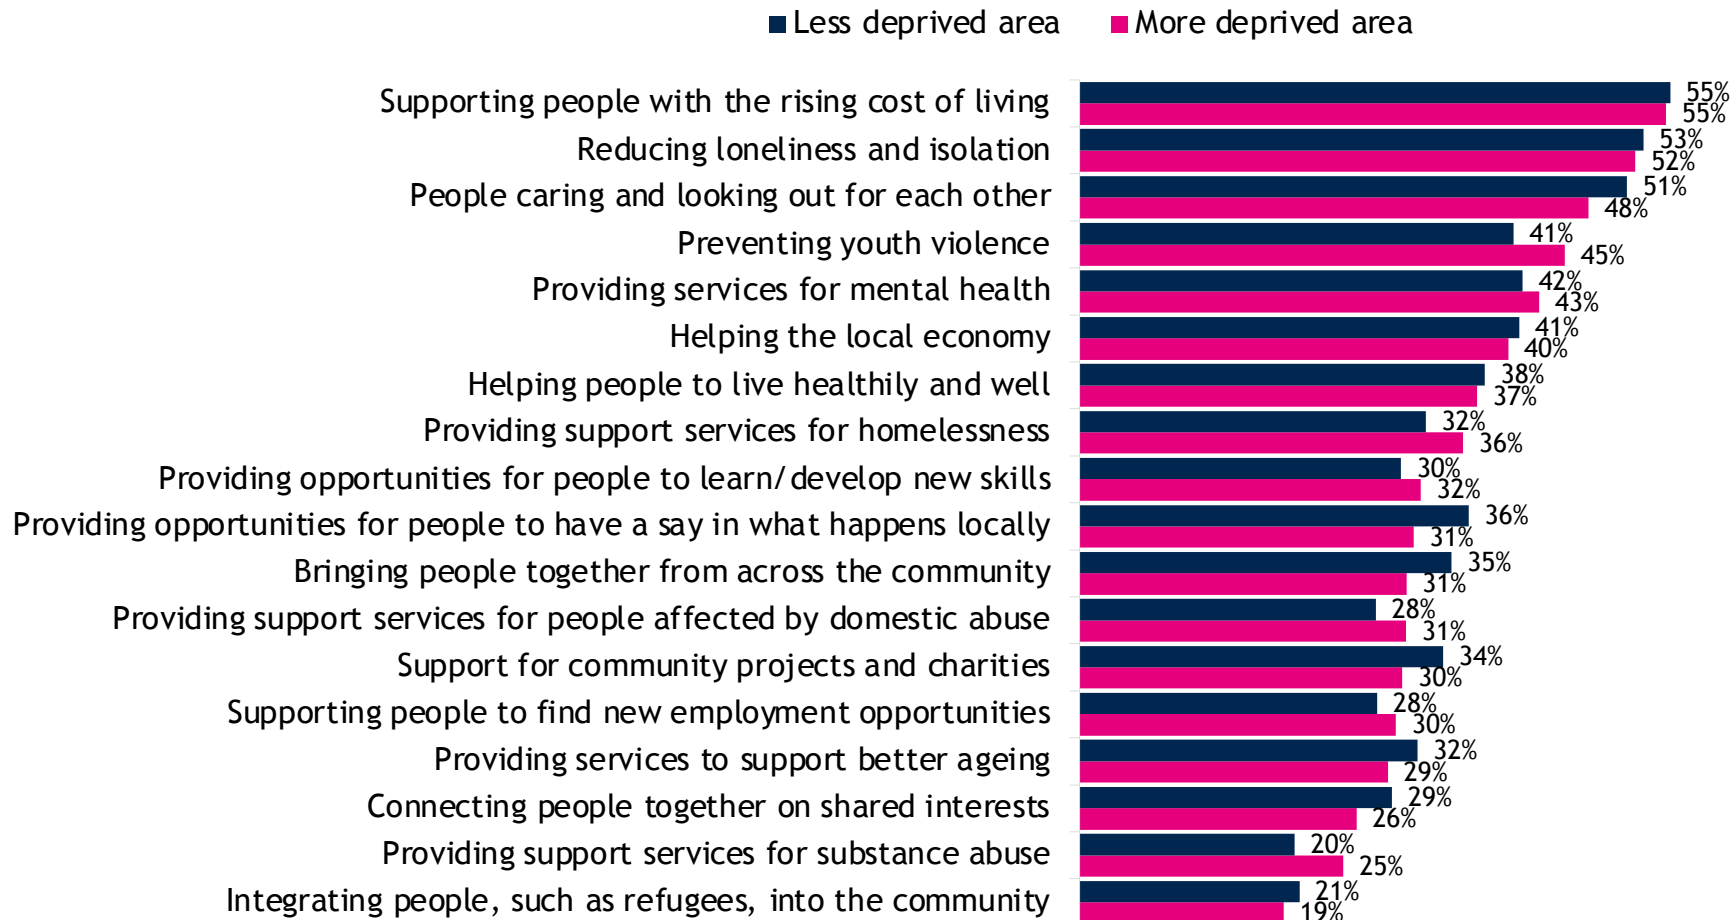 Less deprived area More deprived area
Supporting people with the rising cost of living 55% 55%
Reducing loneliness and isolation 53% 52%
People caring and looking out for each other 51% 48%
Preventing youth violence 41% 45%
Providing services for mental health 42% 43%
Helping the local economy 41% 40%
Helping people to live healthily and well 38% 37%
Providing support services for homelessness 32% 36%
Providing opportunities for people to learn/develop new skills 30% 32%
Providing opportunities for people to have a say in what happens locally 36% 31%
Bringing people together from across the community 35% 31%
Providing support services for people affected by domestic abuse 28% 31%
Support for community projects and charities 34% 30%
Supporting people to find new employment opportunities 28% 30%
Providing services to support better ageing 32% 29%
Connecting people together on shared interests 29% 26%
Providing support services for substance abuse 20% 25%
Integrating people, such as refugees, into the community 21% 19%